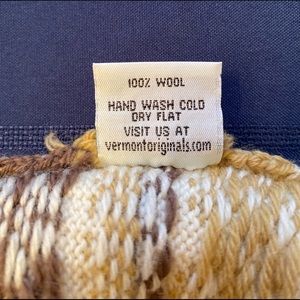 100% WOOL
HAND WASH COLD
DRY FLAT
VISIT US AT
vermontoriginals.com